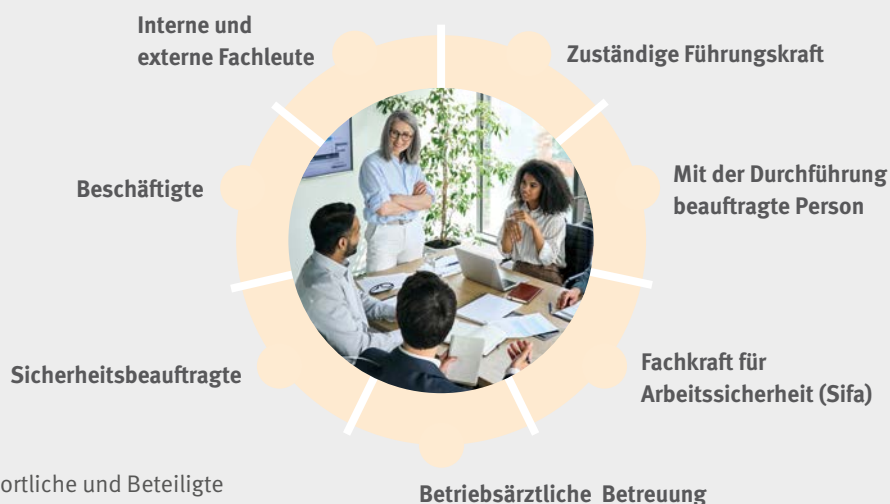 Interne und
externe Fachleute
Zuständige Führungskraft
Mit der Durchführung
beauftragte Person
Beschäftigte
Sicherheitsbeauftragte
Fachkraft für
Arbeitssicherheit (Sifa)
Betriebsärztliche Betreuung
und Beteiligte